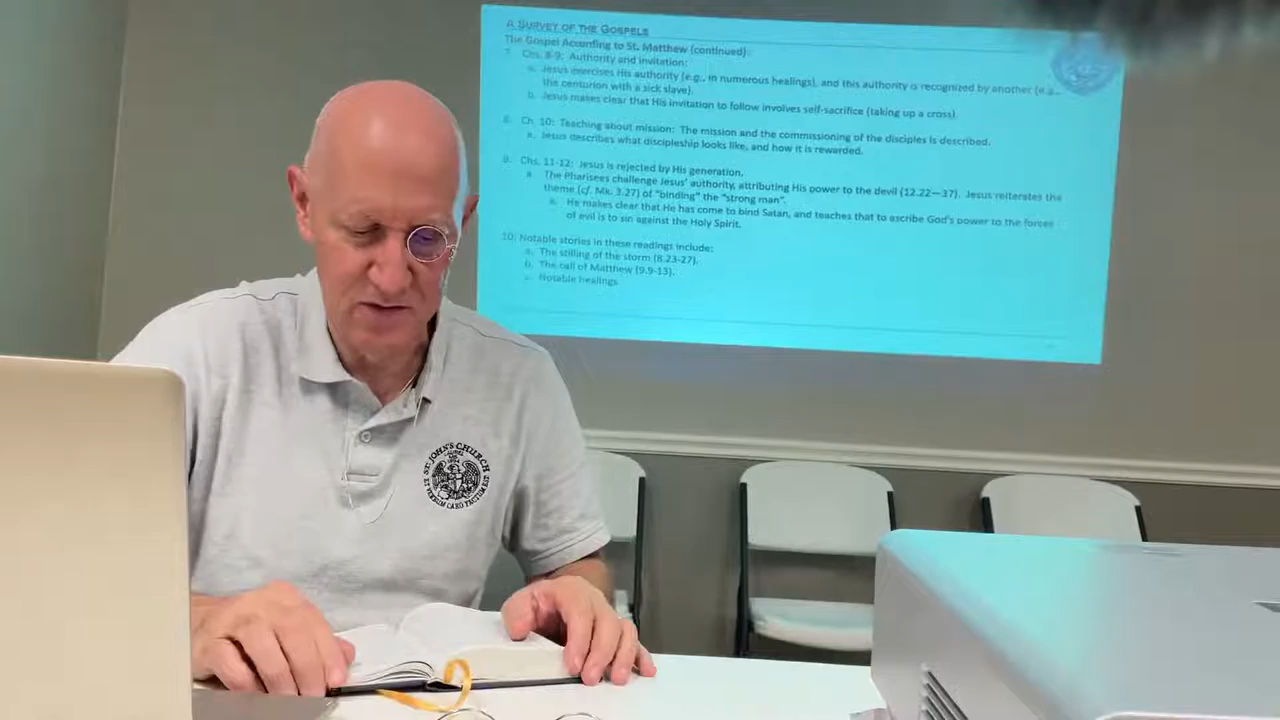 A SURVEY OF THE GOSPELS
The Gospel According to St. Matthew (continued)
7. Chs. 8-9: Authority and invitation:
a. Jesus exercises His authority (e.g., in numerous healings), and this authority is recognized by another (e.g.,
the centurion with a sick slave).
b. Jesus makes clear that His invitation to follow involves self-sacrifice (taking up a cross)
8. Ch. 10: Teaching about mission: The mission and the commissioning of the disciples is described.
a. Jesus describes what discipleship looks like, and how it is rewarded.
9. Chs. 11-12: Jesus is rejected by His generation.
a. The Pharisees challenge Jesus' authority, attributing His power to the devil (12.22—37). Jesus reiterates the
theme (cf. Mk. 3.27) of "binding" the "strong man".
He makes clear that He has come to bind Satan, and teaches that to ascribe God's power to the forces
of evil is to sin against the Holy Spirit.
10. Notable stories in these readings include:
a. The stilling of the storm (8.23-27).
b. The call of Matthew (9.9-13).
c. Notable healings
ST. JOHN'S CHURCH
ET VERBUM CARO FACTUM EST